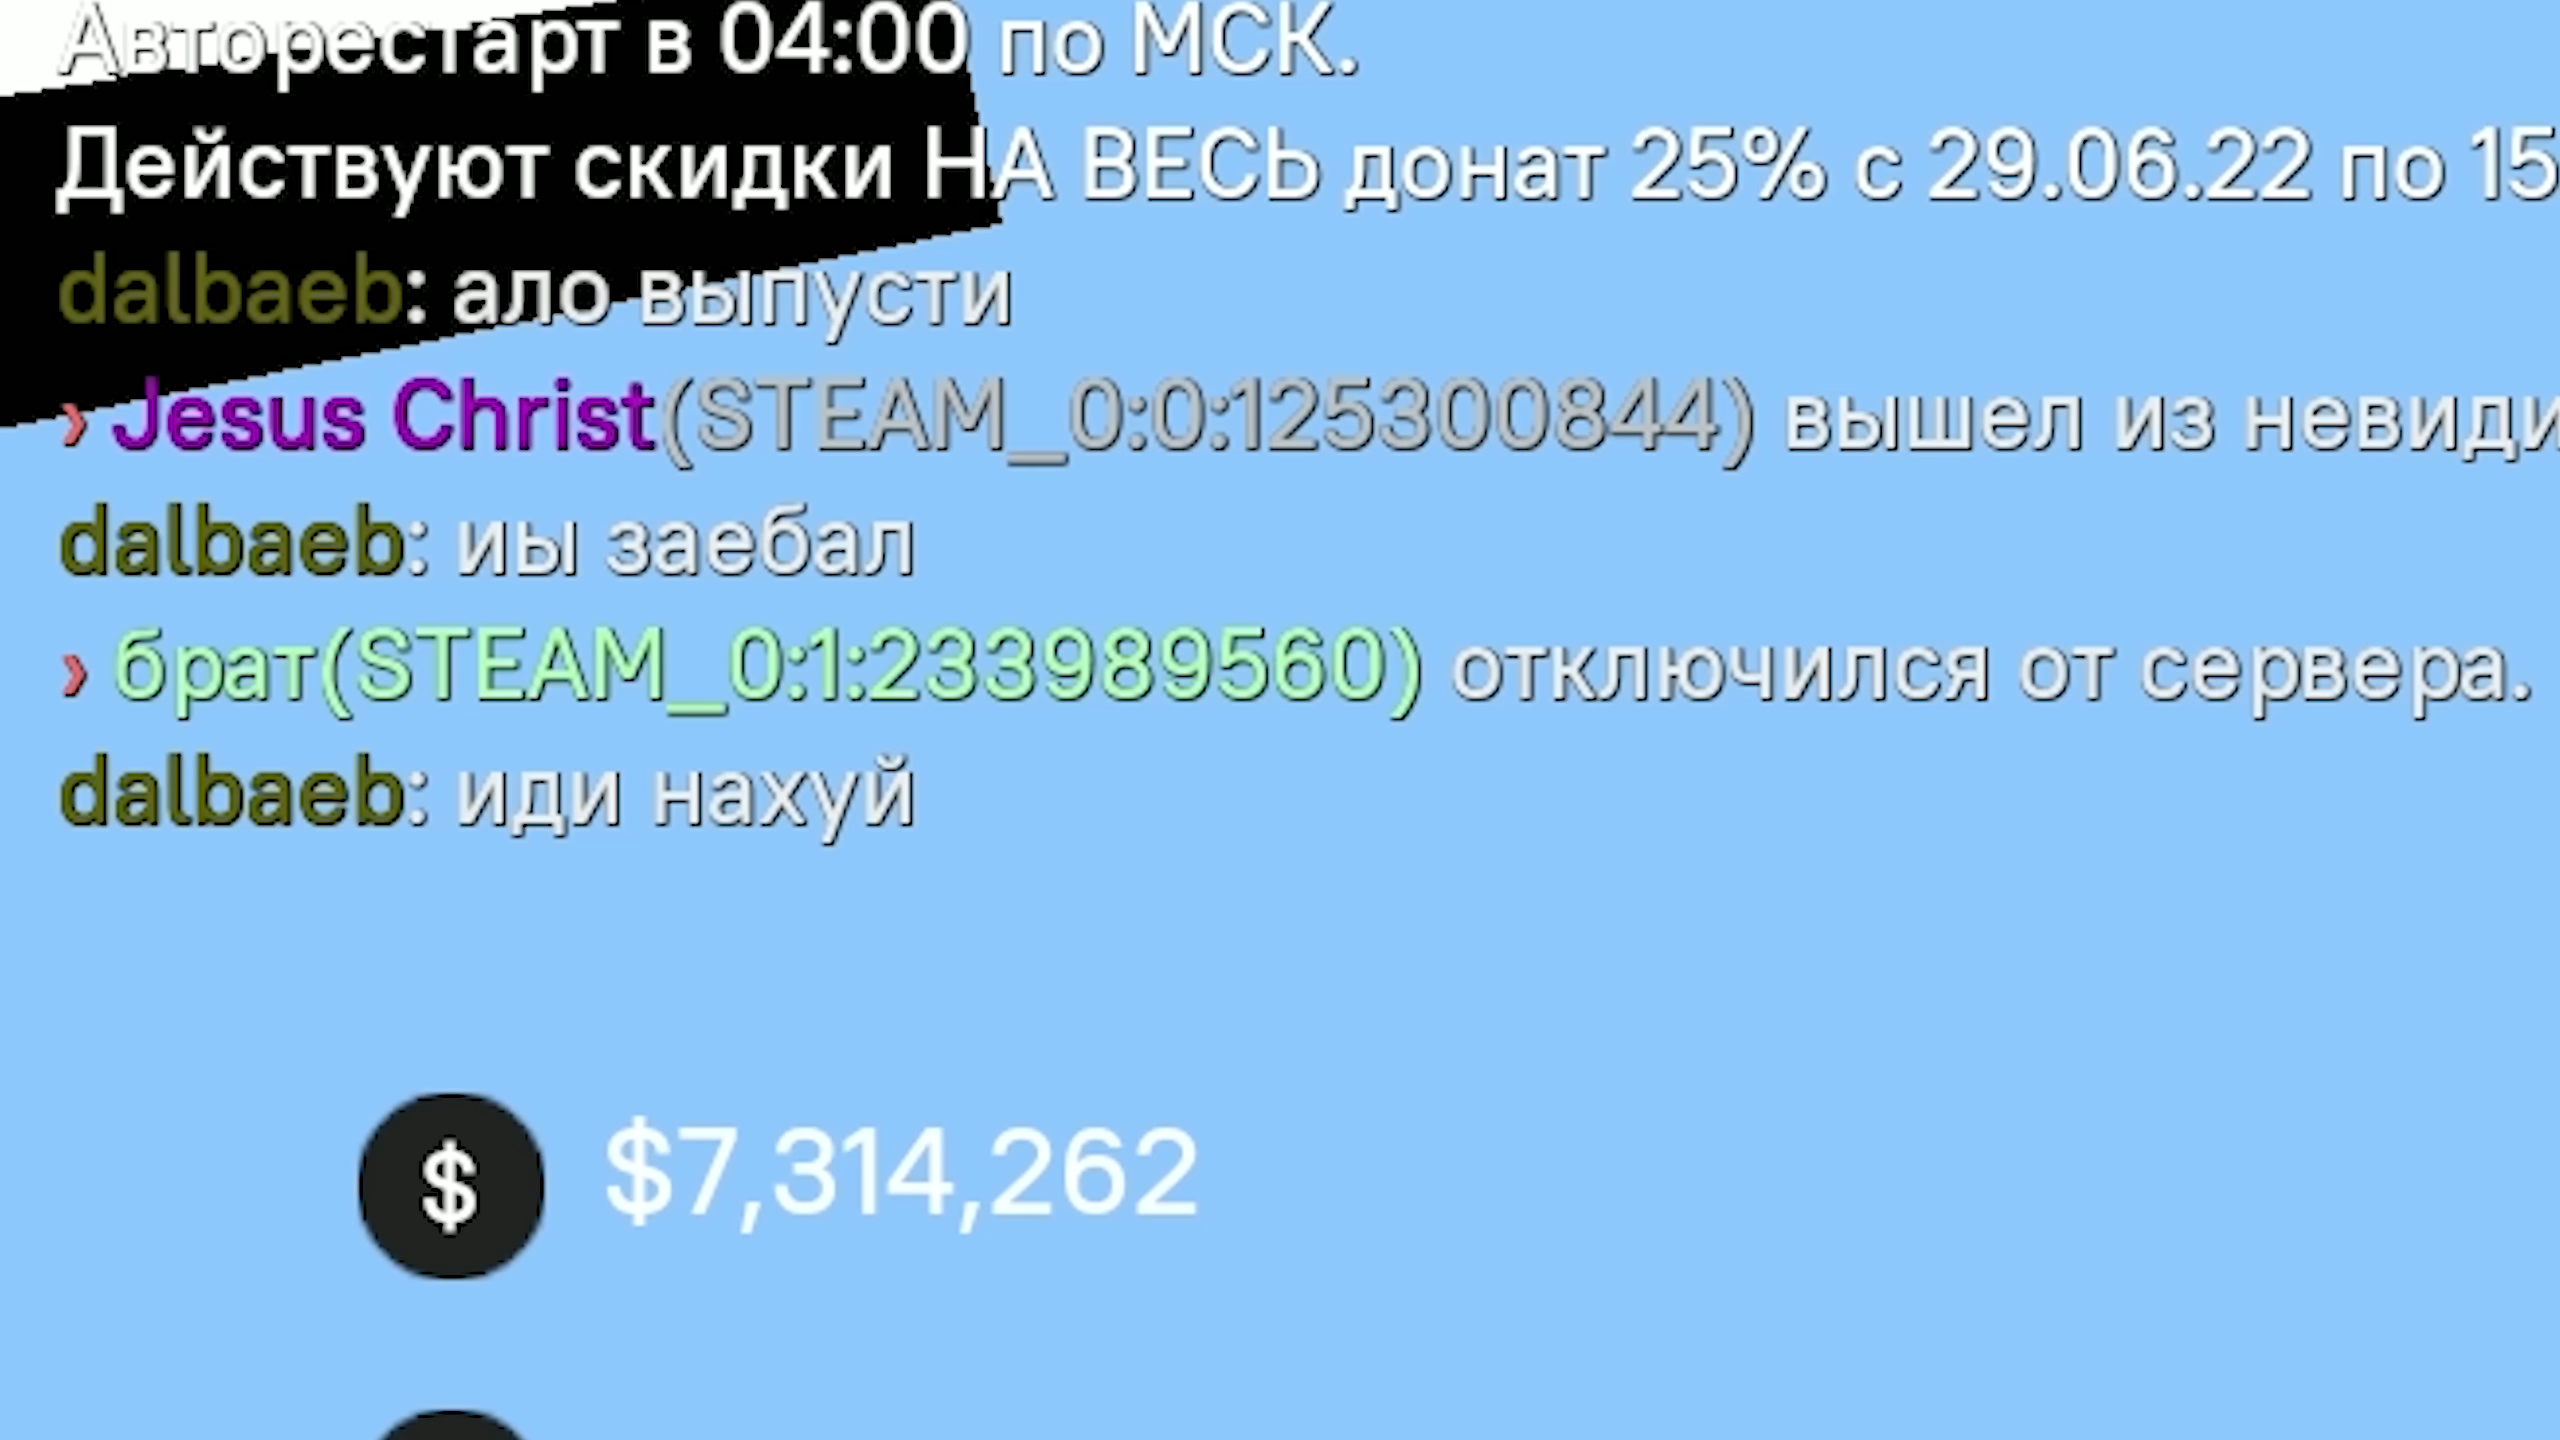 Авторестарт в 04:00 по МСК.
Действуют скидки НА ВЕСЬ донат 25% с 29.06.22 по 15
dalbaeb: ало выпусти
› Jesus Christ(STEAM_0:0:125300844) вышел из невиди
dalbaeb: иы заебал
› брат(STEAM_0:1:233989560) отключился от сервера.
dalbaeb: иди нахуй
$ $7,314,262